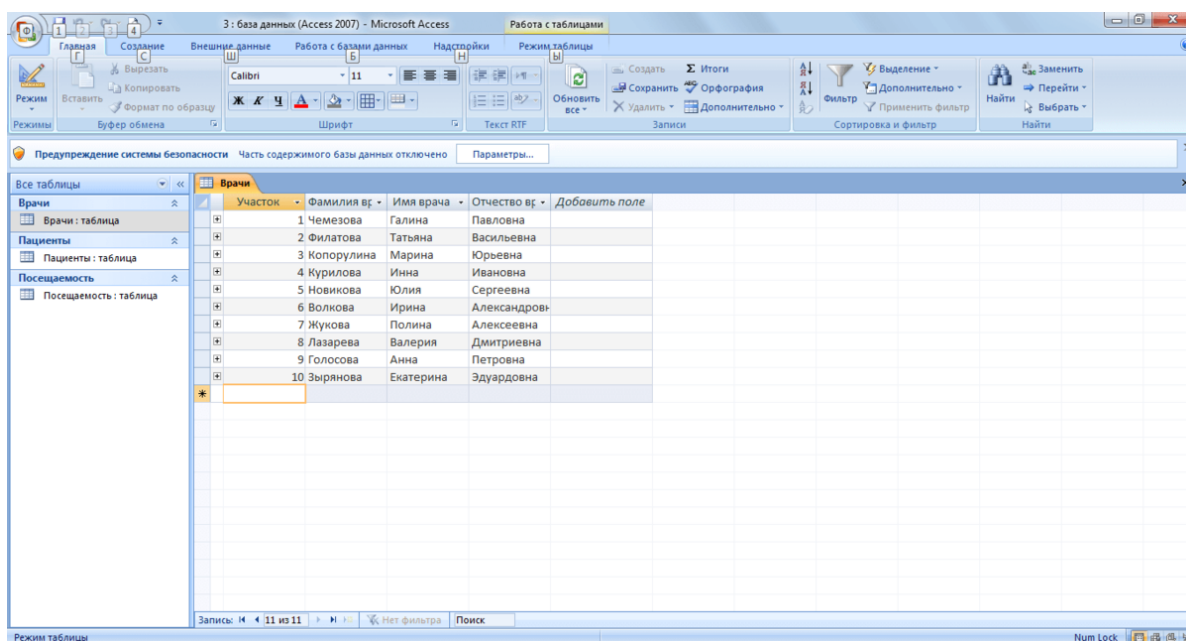 3 : база данных (Access 2007) - Microsoft Access Работа с таблицами
1 2 3 4
Главная Создание Внешние данные Работа с базами данных Надстройки Режим таблицы
Г С Ш Б Н Ы
Режим
Режимы
Вставить
Вырезать
Копировать
Формат по образцу
Буфер обмена
Calibri 11
Ж К Ч
Шрифт
Текст RTF
Обновить все
Создать
Сохранить
Удалить
Итоги
Орфография
Дополнительно
Записи
Фильтр
Выделение
Дополнительно
Применить фильтр
Сортировка и фильтр
Найти
Заменить
Перейти
Выбрать
Найти
Предупреждение системы безопасности Часть содержимого базы данных отключено Параметры...
Все таблицы
Врачи
Врачи : таблица
Пациенты
Пациенты : таблица
Посещаемость
Посещаемость : таблица
Врачи
Участок Фамилия вр Имя врача Отчество вр Добавить поле
1 Чемезова Галина Павловна
2 Филатова Татьяна Васильевна
3 Копорулина Марина Юрьевна
4 Курилова Инна Ивановна
5 Новикова Юлия Сергеевна
6 Волкова Ирина Александровн
7 Жукова Полина Алексеевна
8 Лазарева Валерия Дмитриевна
9 Голосова Анна Петровна
10 Зырянова Екатерина Эдуардовна
Запись: 11 из 11 Нет фильтра Поиск
Режим таблицы Num Lock